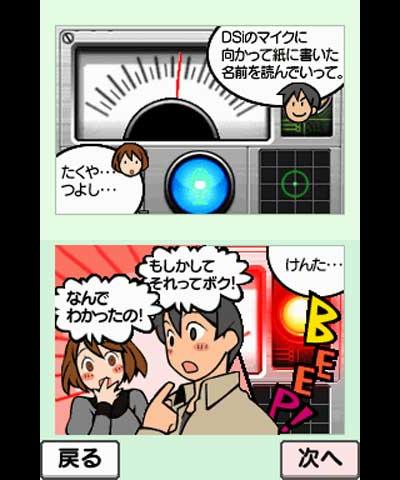 DSiのマイクに
向かって紙に書いた
名前を読んでいって。
たくや…
つよし…
けんた…
もしかして
それってボク!
なんで
わかったの!
BEEP!
戻る
次へ